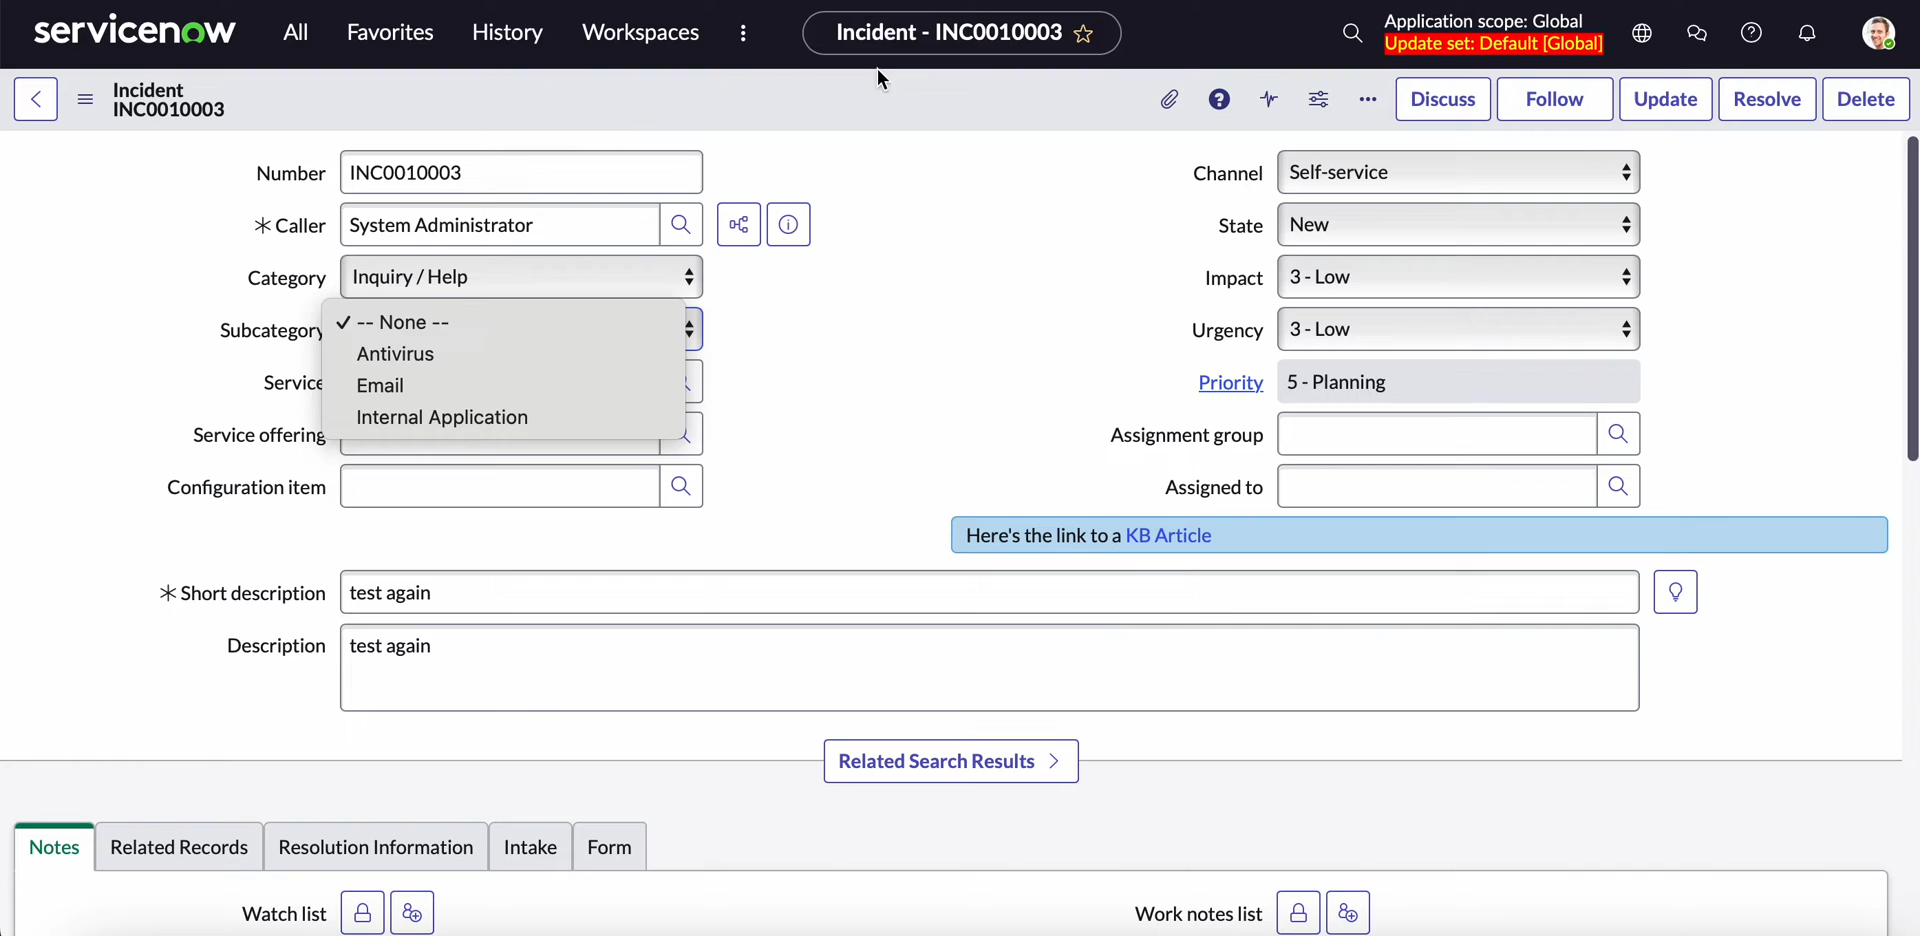 servicenow All Favorites History Workspaces Incident - INC0010003 Application scope: Global
Update set: Default [Global]
Incident
INC0010003
Discuss Follow Update Resolve Delete
Number INC0010003 Channel Self-service
Caller System Administrator State New
Category Inquiry / Help Impact 3 - Low
Subcategory -- None -- Urgency 3 - Low
Antivirus
Service Email Priority 5 - Planning
Internal Application
Service offering Assignment group
Configuration item Assigned to
Here's the link to a KB Article
Short description test again
Description test again
Related Search Results
Notes Related Records Resolution Information Intake Form
Watch list Work notes list